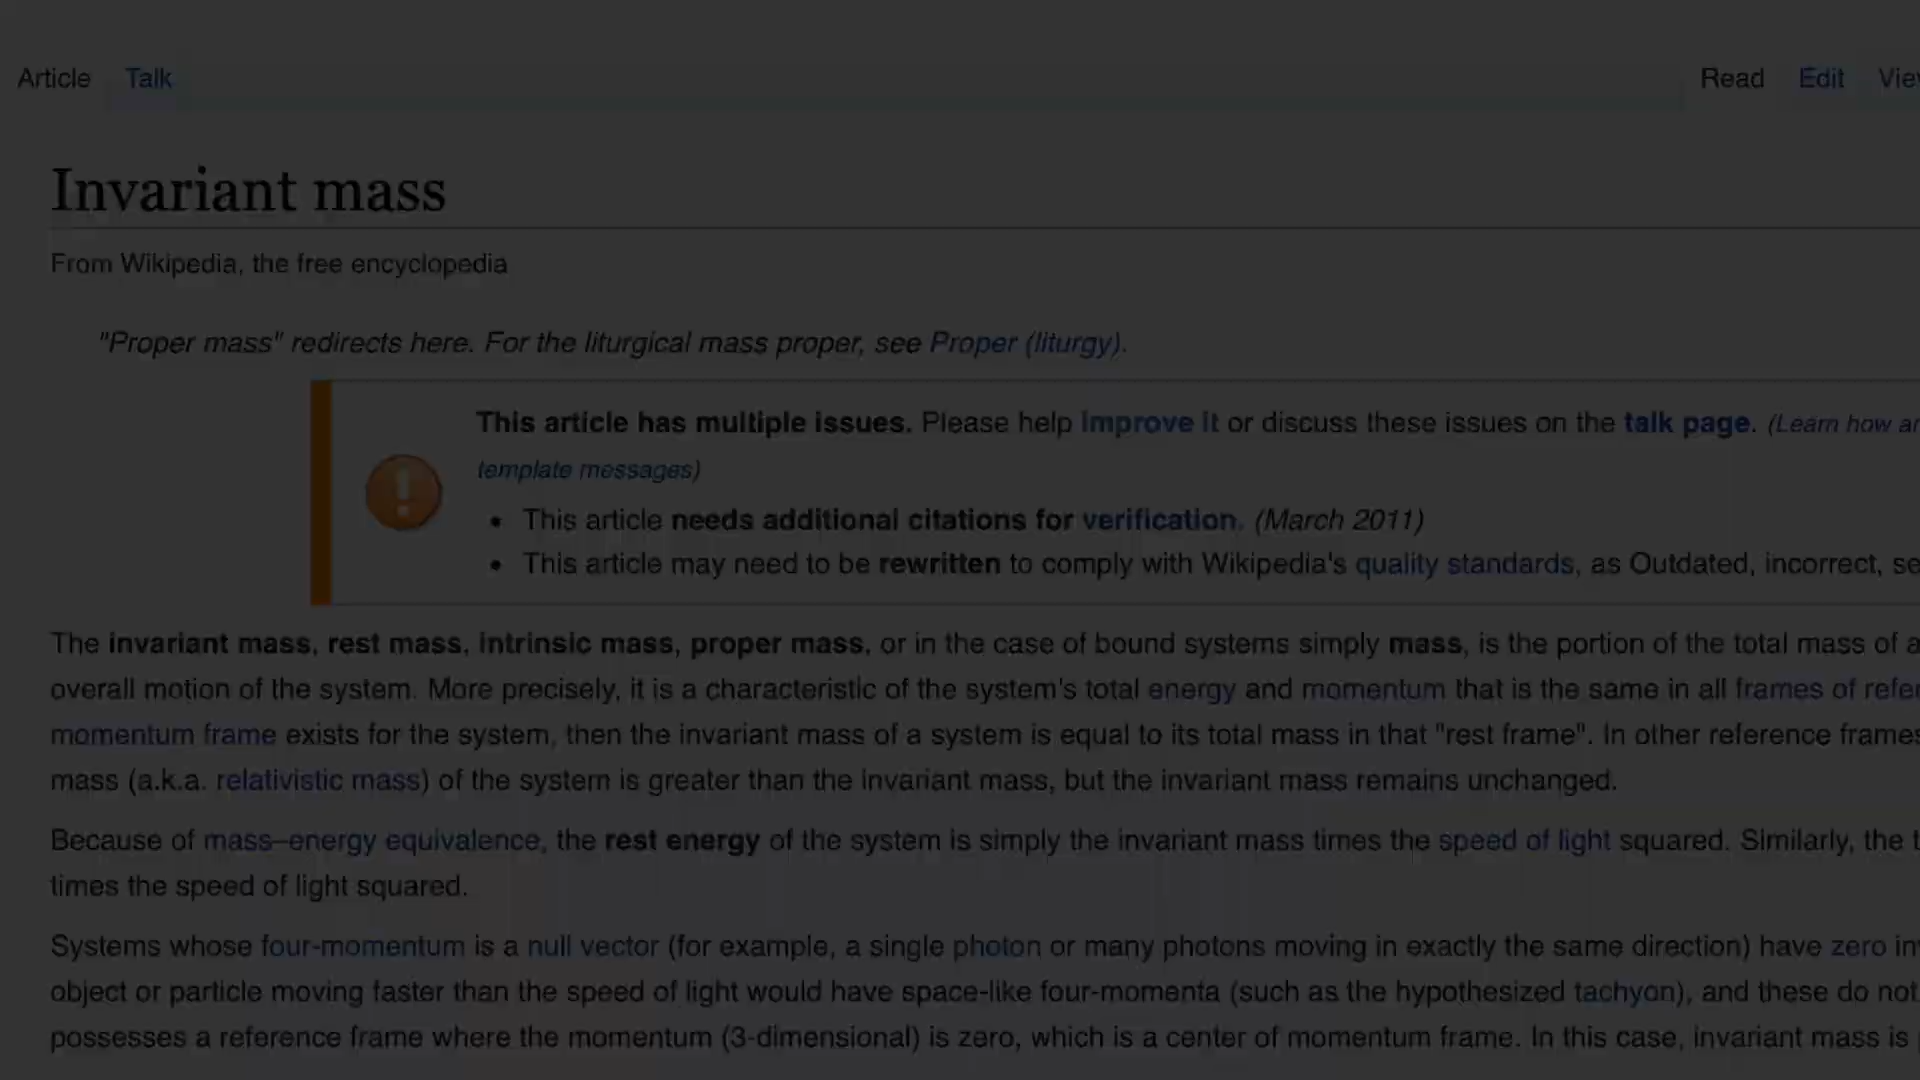 Article Talk Read Edit
Invariant mass
From Wikipedia, the free encyclopedia
"Proper mass" redirects here. For the liturgical mass proper, see Proper (liturgy).
This article has multiple issues. Please help improve it or discuss these issues on the talk page. (Learn how
template messages)
• This article needs additional citations for verification. (March 2011)
• This article may need to be rewritten to comply with Wikipedia's quality standards, as Outdated, incorrect,
The invariant mass, rest mass, intrinsic mass, proper mass, or in the case of bound systems simply mass, is the portion of the total mass of
overall motion of the system. More precisely, it is a characteristic of the system's total energy and momentum that is the same in all frames of
momentum frame exists for the system, then the invariant mass of a system is equal to its total mass in that "rest frame". In other reference frames
mass (a.k.a. relativistic mass) of the system is greater than the invariant mass, but the invariant mass remains unchanged.
Because of mass–energy equivalence, the rest energy of the system is simply the invariant mass times the speed of light squared. Similarly, the
times the speed of light squared.
Systems whose four-momentum is a null vector (for example, a single photon or many photons moving in exactly the same direction) have zero
object or particle moving faster than the speed of light would have space-like four-momenta (such as the hypothesized tachyon), and these do not
possesses a reference frame where the momentum (3-dimensional) is zero, which is a center of momentum frame. In this case, invariant mass is